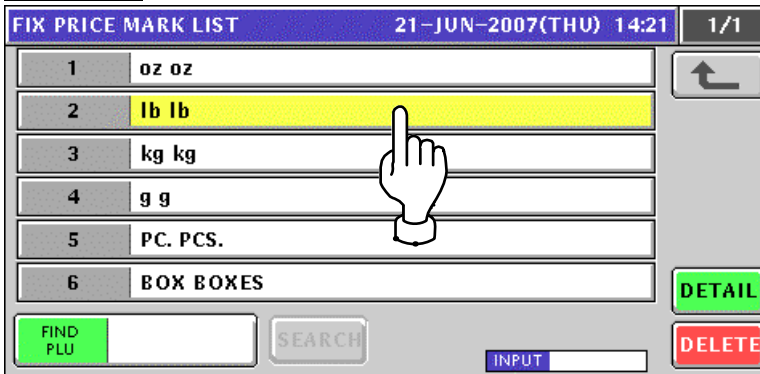 FIX PRICE MARK LIST 21-JUN-2007(THU) 14:21 1/1
1 oz oz
2 lb lb
3 kg kg
4 g g
5 PC. PCS.
6 BOX BOXES
DETAIL
FIND
PLU
SEARCH
INPUT
DELETE